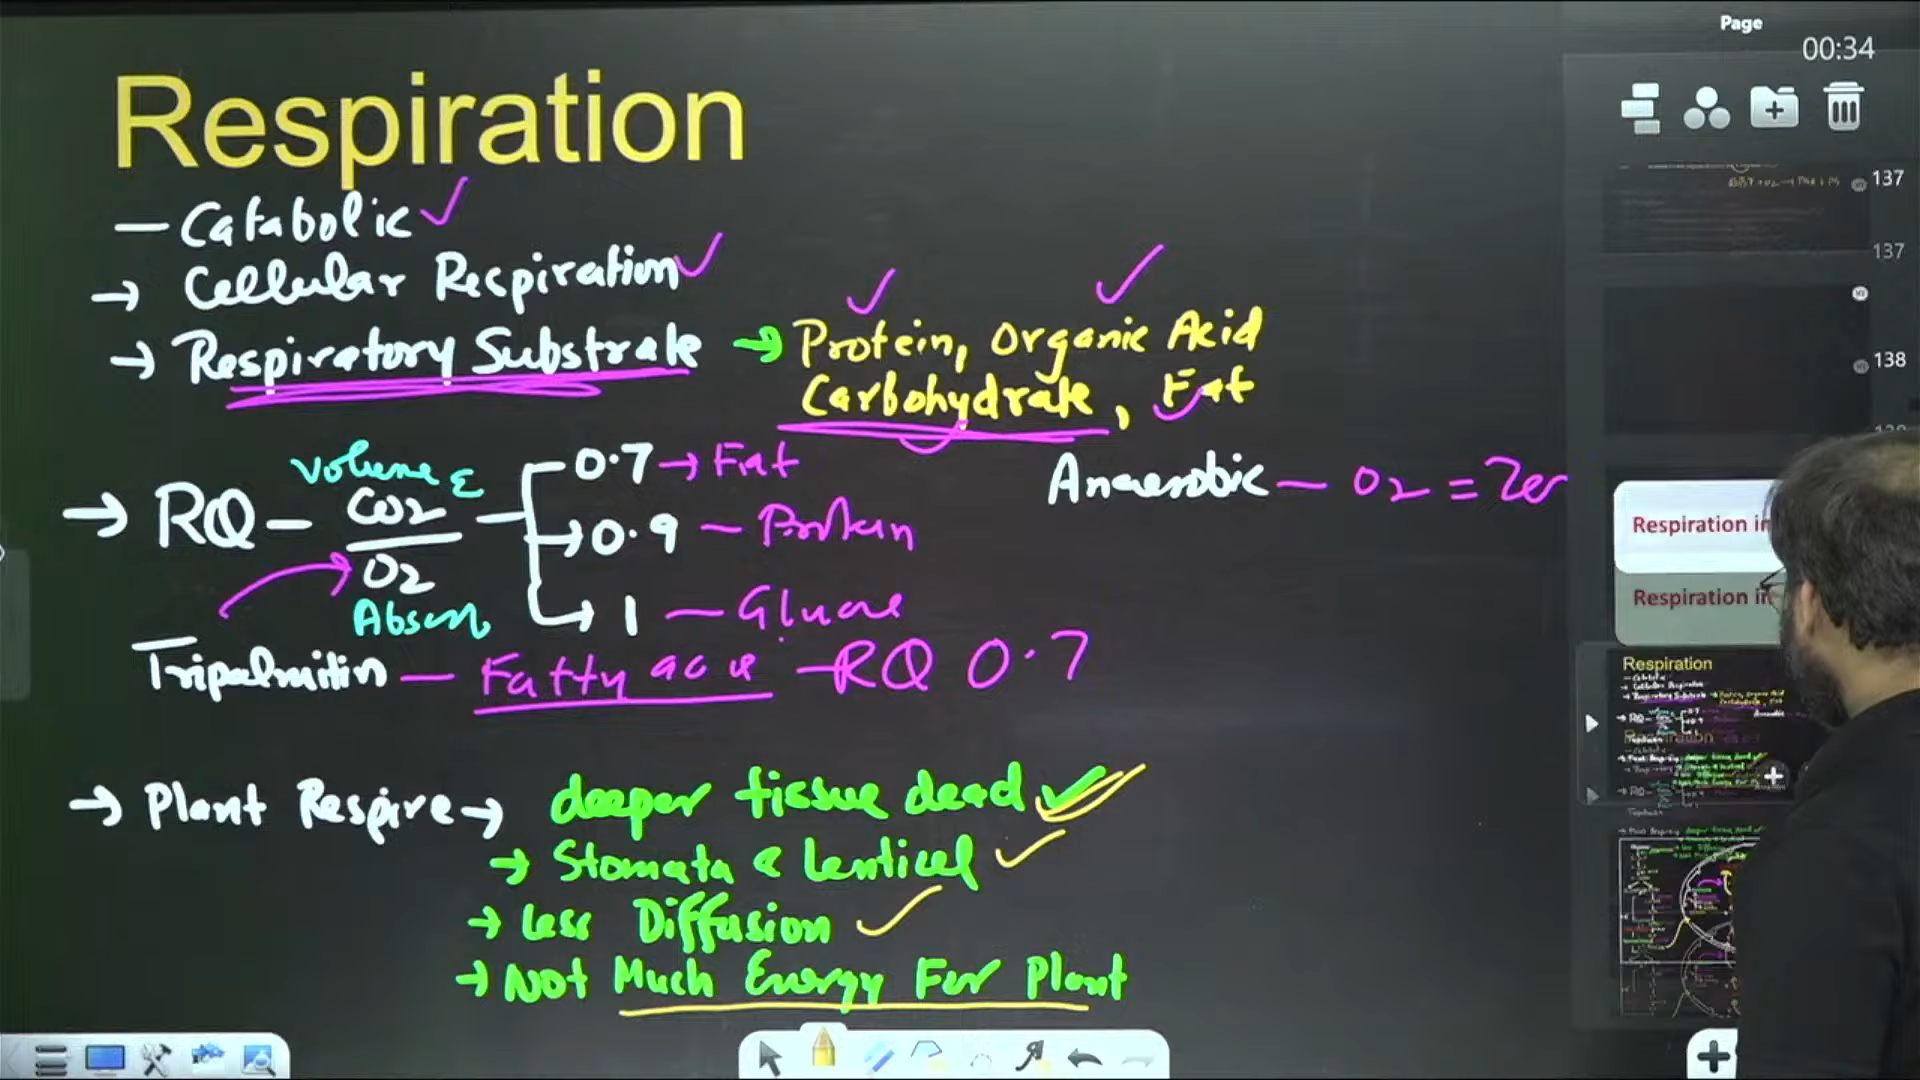 Page
00:34
Respiration
— Catabolic ✓
→ Cellular Respiration ✓
→ Respiratory Substrate → Protein, Organic Acid
Carbohydrate, Fat
→ RQ — Volume
CO2
O2
Absorb
0.7 → Fat
→ 0.9 — Protein
→ 1 — Glucose
Anaerobic — O2 = Zer
Tripalmitin — Fatty acid — RQ 0.7
→ Plant Respire → deeper tissue dead ✓
→ Stomata & Lenticel ✓
→ Less Diffusion ✓
→ Not Much Energy For Plant
137
137
138
Respiration in
Respiration in
Respiration